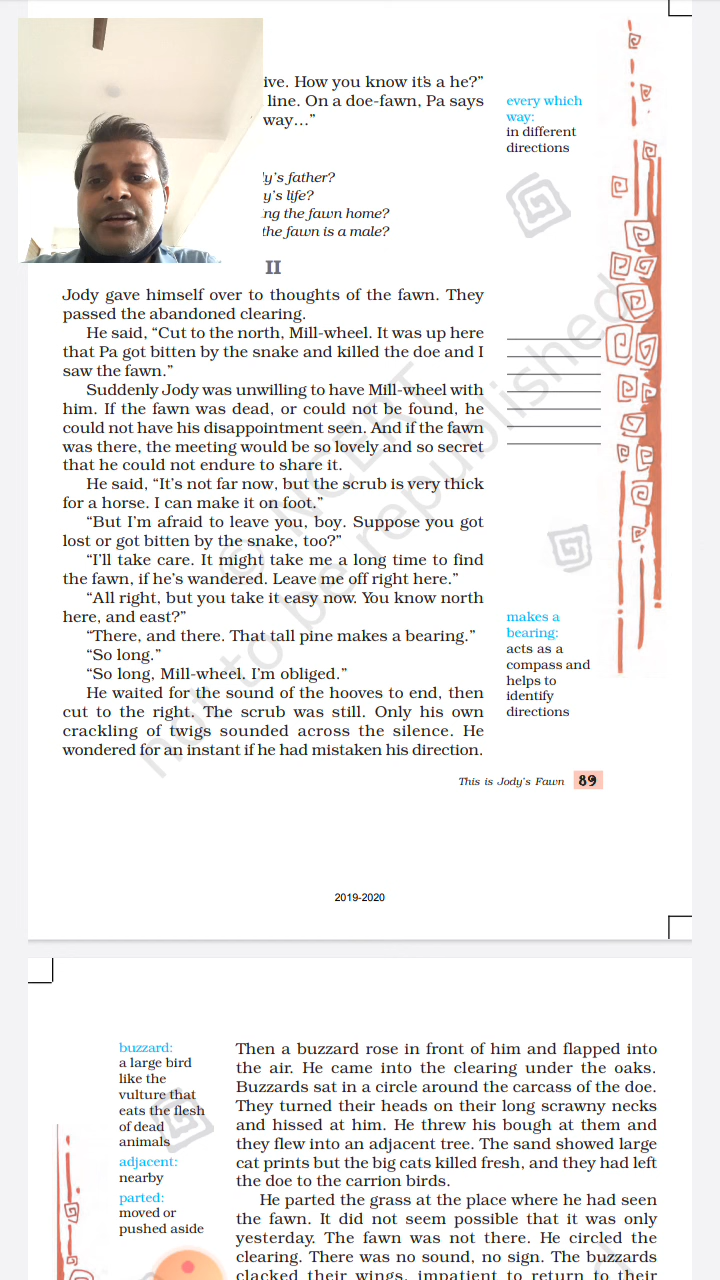 ive. How you know it's a he?"
line. On a doe-fawn, Pa says
way…"
every which
way:
in different
directions
y's father?
y's life?
ng the fawn home?
the fawn is a male?
II
Jody gave himself over to thoughts of the fawn. They
passed the abandoned clearing.
He said, "Cut to the north, Mill-wheel. It was up here
that Pa got bitten by the snake and killed the doe and I
saw the fawn."
Suddenly Jody was unwilling to have Mill-wheel with
him. If the fawn was dead, or could not be found, he
could not have his disappointment seen. And if the fawn
was there, the meeting would be so lovely and so secret
that he could not endure to share it.
He said, "It's not far now, but the scrub is very thick
for a horse. I can make it on foot."
"But I'm afraid to leave you, boy. Suppose you got
lost or got bitten by the snake, too?"
"I'll take care. It might take me a long time to find
the fawn, if he's wandered. Leave me off right here."
"All right, but you take it easy now. You know north
here, and east?"
"There, and there. That tall pine makes a bearing."
"So long."
"So long, Mill-wheel. I'm obliged."
He waited for the sound of the hooves to end, then
cut to the right. The scrub was still. Only his own
crackling of twigs sounded across the silence. He
wondered for an instant if he had mistaken his direction.
makes a
bearing:
acts as a
compass and
helps to
identify
directions
© NCERT
not to be republished
This is Jody's Fawn 89
2019-2020
buzzard:
a large bird
like the
vulture that
eats the flesh
of dead
animals
adjacent:
nearby
parted:
moved or
pushed aside
Then a buzzard rose in front of him and flapped into
the air. He came into the clearing under the oaks.
Buzzards sat in a circle around the carcass of the doe.
They turned their heads on their long scrawny necks
and hissed at him. He threw his bough at them and
they flew into an adjacent tree. The sand showed large
cat prints but the big cats killed fresh, and they had left
the doe to the carrion birds.
He parted the grass at the place where he had seen
the fawn. It did not seem possible that it was only
yesterday. The fawn was not there. He circled the
clearing. There was no sound, no sign. The buzzards
clacked their wings, impatient to return to their